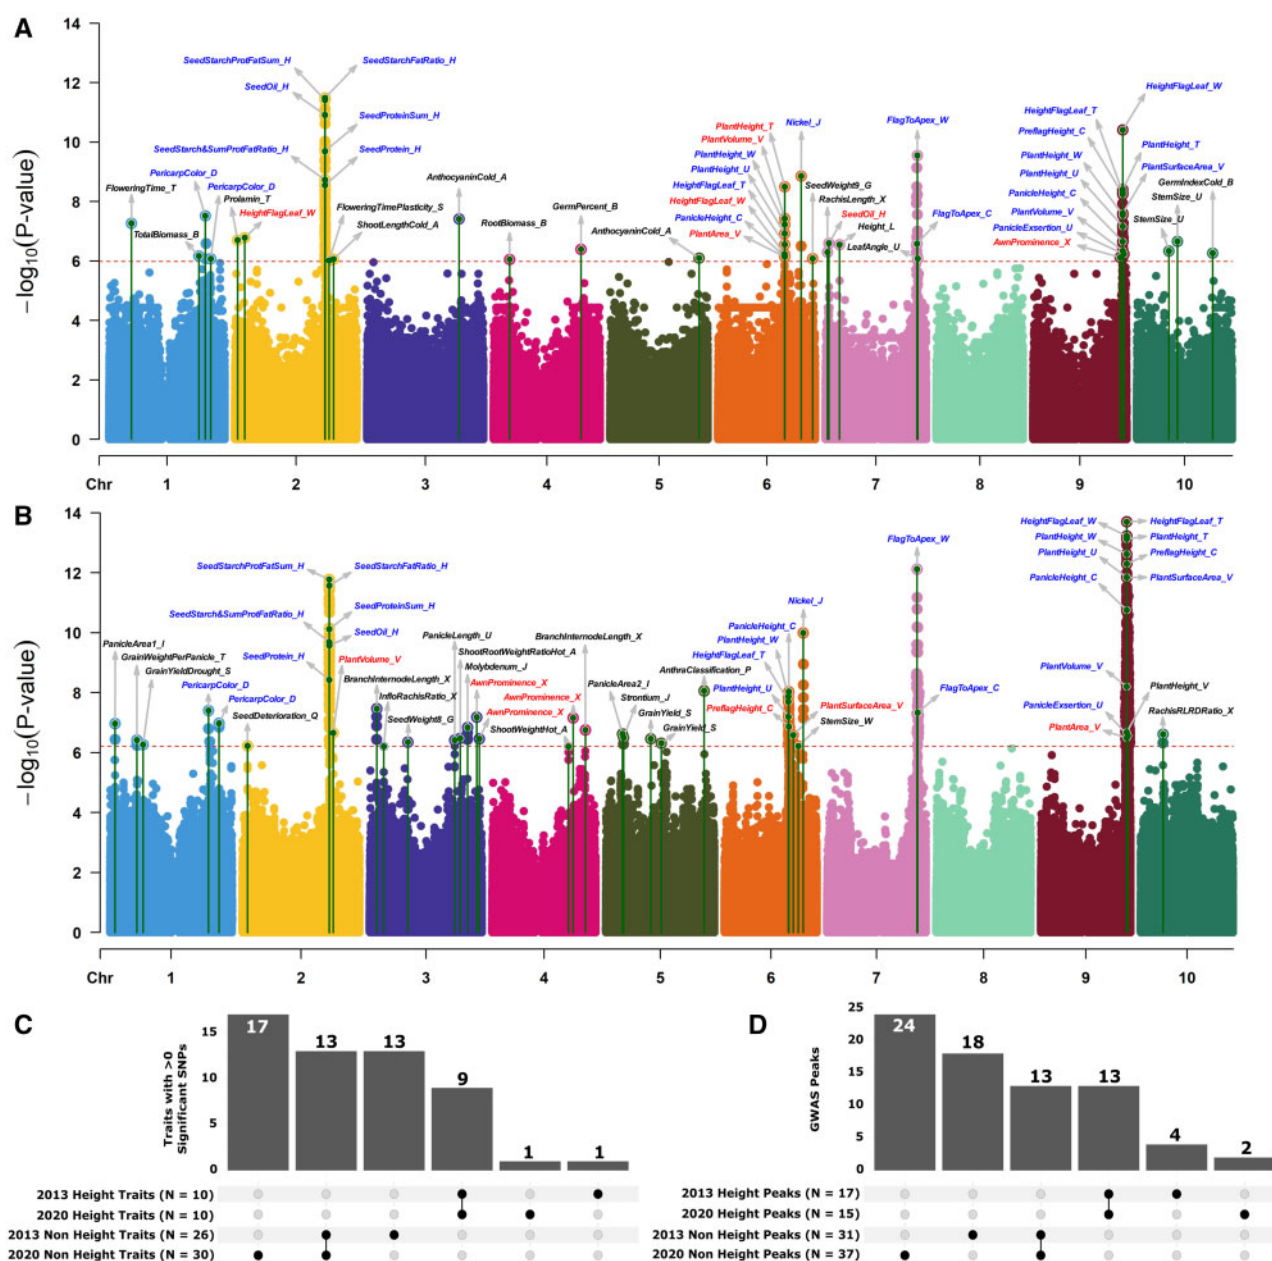 A
14
12
10
8
6
4
2
0
−log10(P-value)
SeedStarchProtFatSum_H
SeedStarchFatRatio_H
SeedOil_H
SeedProteinSum_H
SeedStarch&SumProtFatRatio_H
SeedProtein_H
PericarpColor_D
FloweringTime_T
PericarpColor_D
Prolamin_T
HeightFlagLeaf_W
TotalBiomass_B
FloweringTimePlasticity_S
ShootLengthCold_A
AnthocyaninCold_A
RootBiomass_B
GermPercent_B
AnthocyaninCold_A
PlantHeight_T
Nickel_J
PlantVolume_V
PlantHeight_W
PlantHeight_U
HeightFlagLeaf_T
HeightFlagLeaf_W
PanicleHeight_C
PlantArea_V
SeedWeight9_G
RachisLength_X
SeedOil_H
Height_L
LeafAngle_U
FlagToApex_W
FlagToApex_C
HeightFlagLeaf_W
HeightFlagLeaf_T
PreflagHeight_C
PlantHeight_T
PlantHeight_W
PlantSurfaceArea_V
PlantHeight_U
GermIndexCold_B
PanicleHeight_C
StemSize_U
PlantVolume_V
StemSize_U
PanicleExsertion_U
AwnProminence_X
Chr 1 2 3 4 5 6 7 8 9 10
B
14
12
10
8
6
4
2
0
−log10(P-value)
SeedStarchProtFatSum_H
SeedStarchFatRatio_H
SeedStarch&SumProtFatRatio_H
SeedProteinSum_H
SeedOil_H
SeedProtein_H
PlantVolume_V
PanicleArea1_I
GrainWeightPerPanicle_T
GrainYieldDrought_S
PericarpColor_D
PericarpColor_D
SeedDeterioration_Q
BranchInternodeLength_X
InfloRachisRatio_X
SeedWeight8_G
PanicleLength_U
ShootRootWeightRatioHot_A
Molybdenum_J
AwnProminence_X
AwnProminence_X
AwnProminence_X
ShootWeightHot_A
BranchInternodeLength_X
PanicleArea2_I
Strontium_J
GrainYield_S
GrainYield_S
AnthraClassification_P
Nickel_J
PanicleHeight_C
PlantHeight_W
HeightFlagLeaf_T
PlantHeight_U
PreflagHeight_C
PlantSurfaceArea_V
StemSize_W
FlagToApex_W
FlagToApex_C
HeightFlagLeaf_W
HeightFlagLeaf_T
PlantHeight_W
PlantHeight_T
PlantHeight_U
PreflagHeight_C
PanicleHeight_C
PlantSurfaceArea_V
PlantVolume_V
PlantHeight_V
PanicleExsertion_U
RachisRLRDRatio_X
PlantArea_V
Chr 1 2 3 4 5 6 7 8 9 10
C
Traits with >0
Significant SNPs
15
10
5
0
17
13
13
9
1
1
2013 Height Traits (N = 10)
2020 Height Traits (N = 10)
2013 Non Height Traits (N = 26)
2020 Non Height Traits (N = 30)
D
GWAS Peaks
25
20
15
10
5
0
24
18
13
13
4
2
2013 Height Peaks (N = 17)
2020 Height Peaks (N = 15)
2013 Non Height Peaks (N = 31)
2020 Non Height Peaks (N = 37)